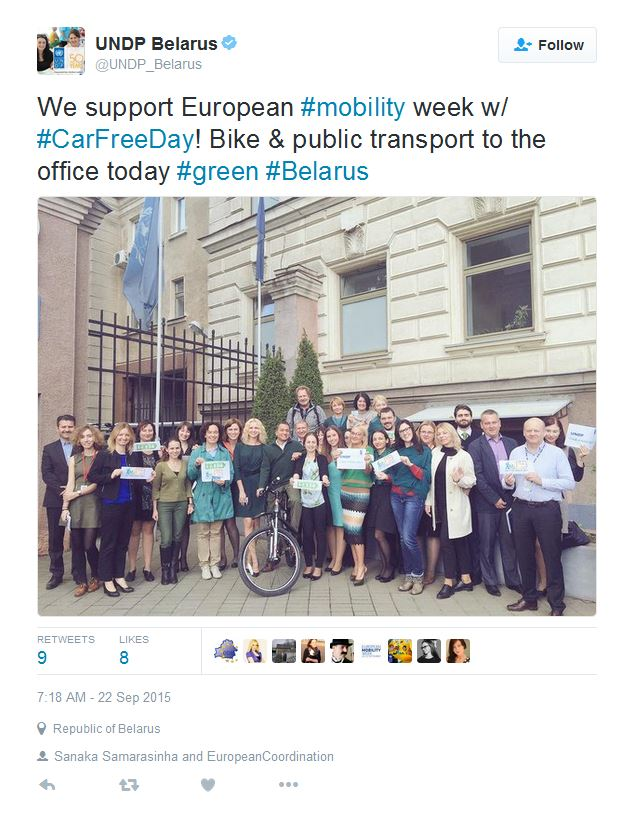 UNDP Belarus
@UNDP_Belarus
Follow
We support European #mobility week w/
#CarFreeDay! Bike & public transport to the
office today #green #Belarus
UNDP
RETWEETS
9
LIKES
8
7:18 AM - 22 Sep 2015
Republic of Belarus
Sanaka Samarasinha and EuropeanCoordination